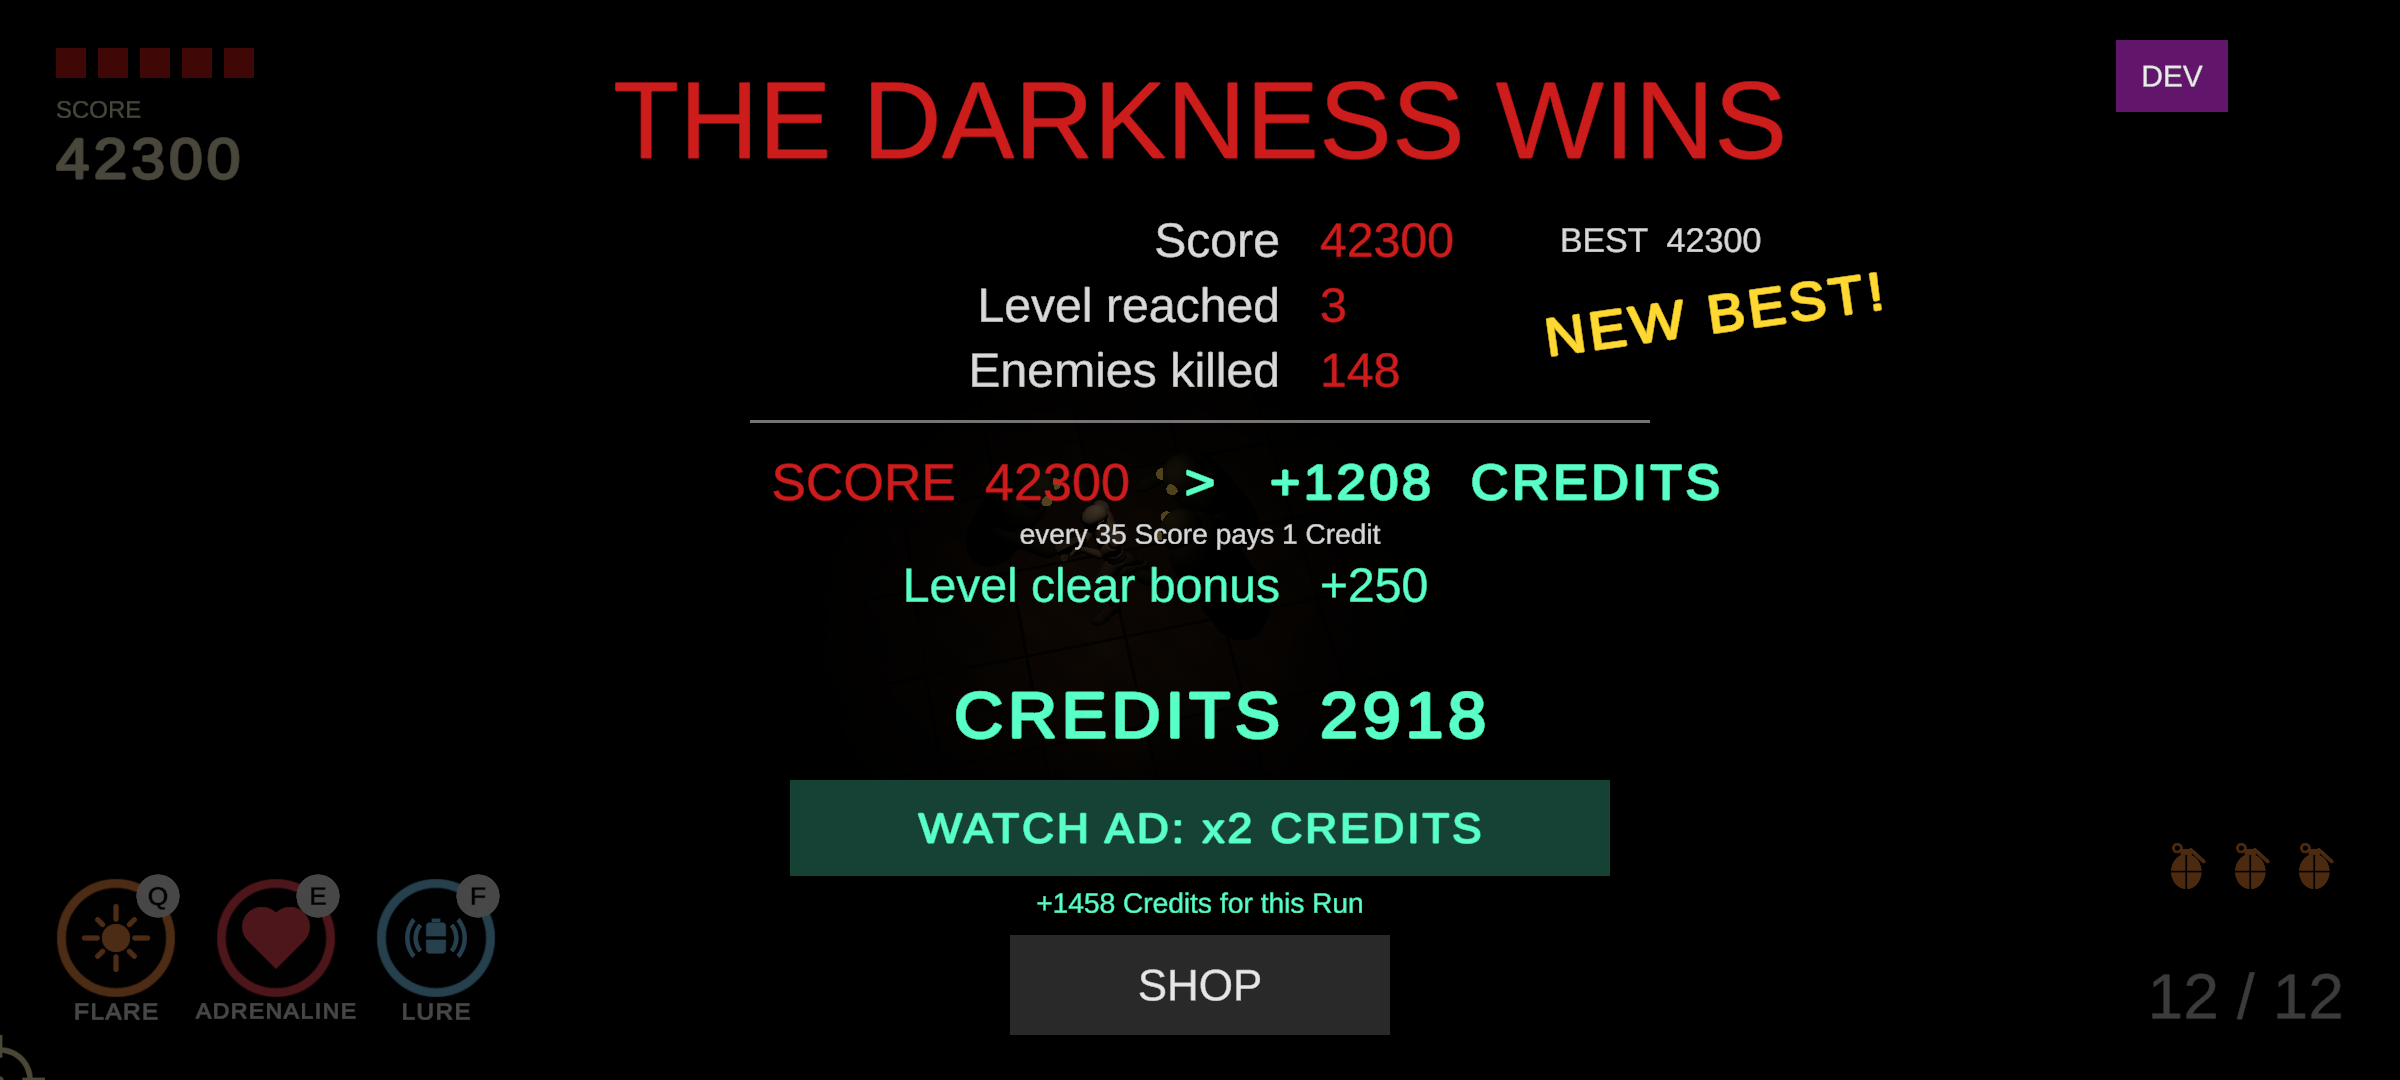 SCORE
42300
DEV
THE DARKNESS WINS
Score 42300 BEST 42300
Level reached 3
NEW BEST!
Enemies killed 148
SCORE 42300 > +1208 CREDITS
every 35 Score pays 1 Credit
Level clear bonus +250
CREDITS 2918
WATCH AD: x2 CREDITS
+1458 Credits for this Run
SHOP
Q E F
FLARE ADRENALINE LURE
12 / 12